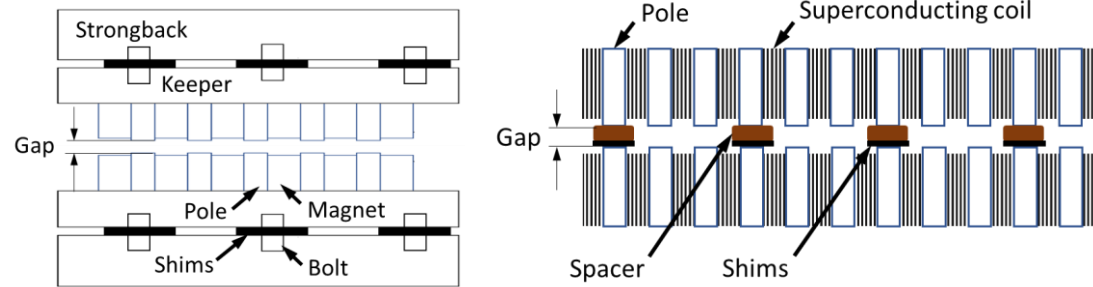 Strongback
Keeper
Gap
Pole
Magnet
Shims
Bolt
Pole
Superconducting coil
Gap
Spacer
Shims